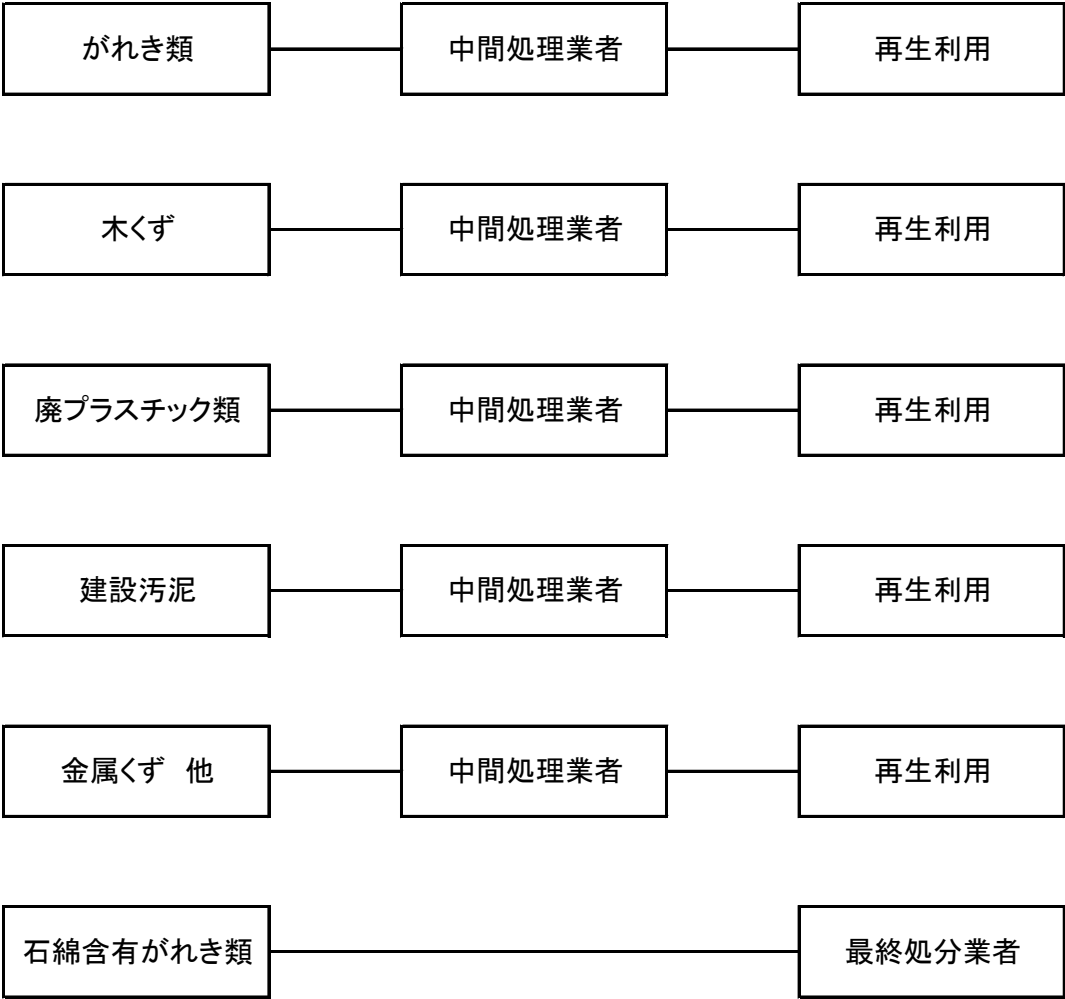 がれき類 中間処理業者 再生利用
木くず 中間処理業者 再生利用
廃プラスチック類 中間処理業者 再生利用
建設汚泥 中間処理業者 再生利用
金属くず　他 中間処理業者 再生利用
石綿含有がれき類 最終処分業者